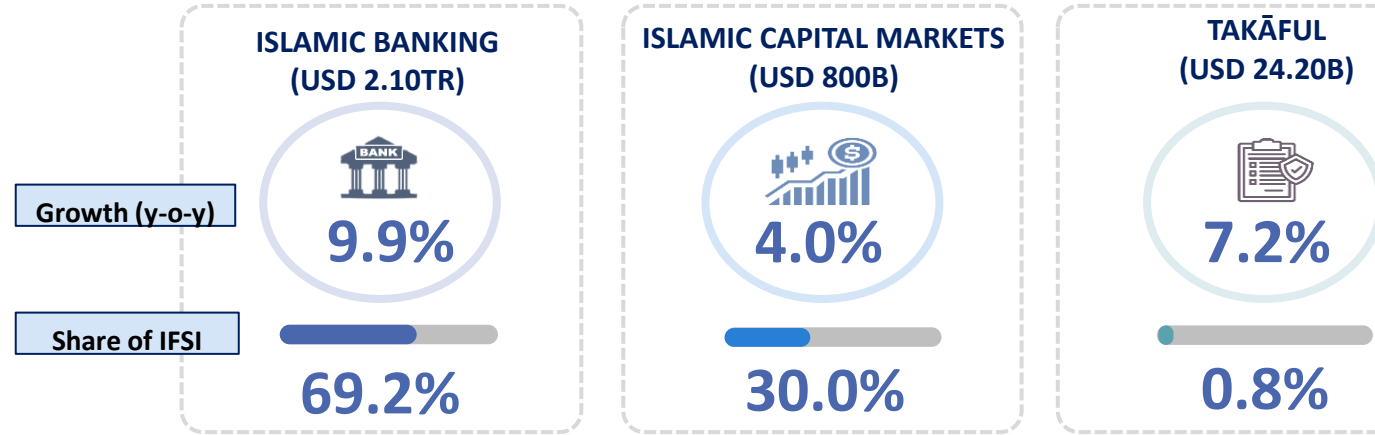 ISLAMIC BANKING
(USD 2.10TR)
ISLAMIC CAPITAL MARKETS
(USD 800B)
TAKĀFUL
(USD 24.20B)
BANK
$
Growth (y-o-y)
9.9%
4.0%
7.2%
Share of IFSI
69.2%
30.0%
0.8%